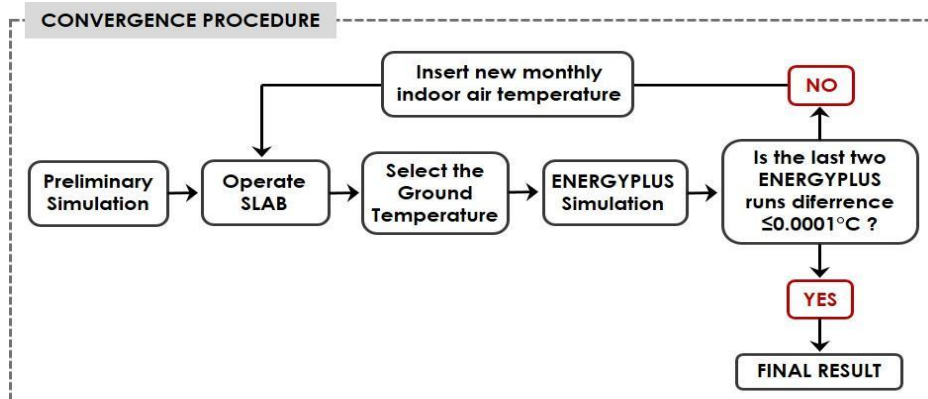 CONVERGENCE PROCEDURE
Insert new monthly
indoor air temperature
NO
Preliminary
Simulation
Operate
SLAB
Select the
Ground
Temperature
ENERGYPLUS
Simulation
Is the last two
ENERGYPLUS
runs diferrence
≤0.0001°C ?
YES
FINAL RESULT